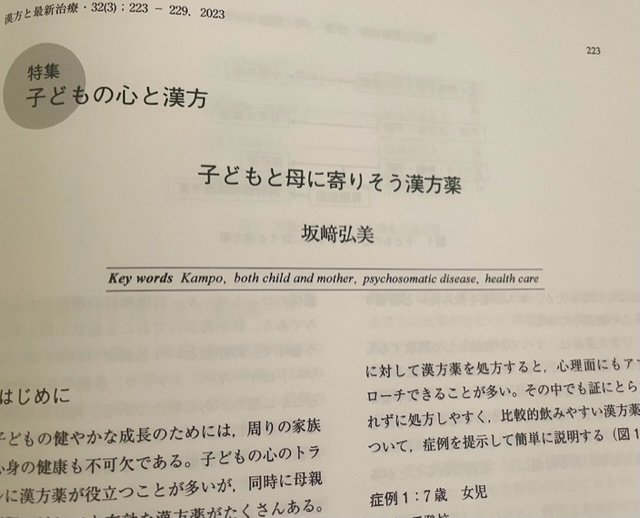 漢方と最新治療・32(3):223 − 229, 2023
223
特集
子どもの心と漢方
子どもと母に寄りそう漢方薬
坂﨑弘美
Key words Kampo, both child and mother, psychosomatic disease, health care
はじめに
子どもの健やかな成長のためには，周りの家族
心身の健康も不可欠である。子どもの心のトラ
ルに漢方薬が役立つことが多いが，同時に母親
に対して漢方薬を処方すると，心理面にもアプ
ローチできることが多い。その中でも証にとら
れずに処方しやすく，比較的飲みやすい漢方薬
ついて，症例を提示して簡単に説明する（図1
症例1：7歳　女児